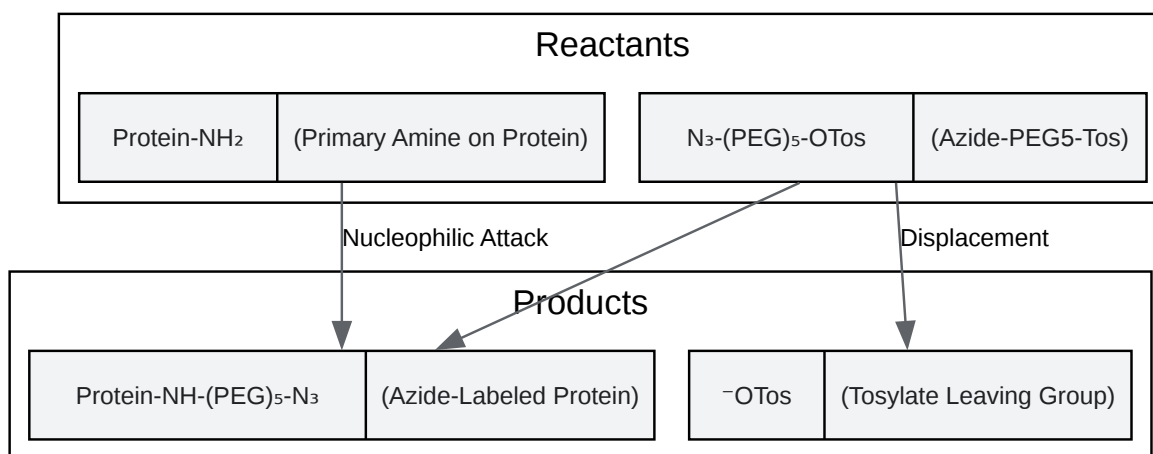 Reactants
Protein-NH₂ (Primary Amine on Protein) N₃-(PEG)₅-OTos (Azide-PEG5-Tos)
Nucleophilic Attack Displacement
Products
Protein-NH-(PEG)₅-N₃ (Azide-Labeled Protein) ⁻OTos (Tosylate Leaving Group)